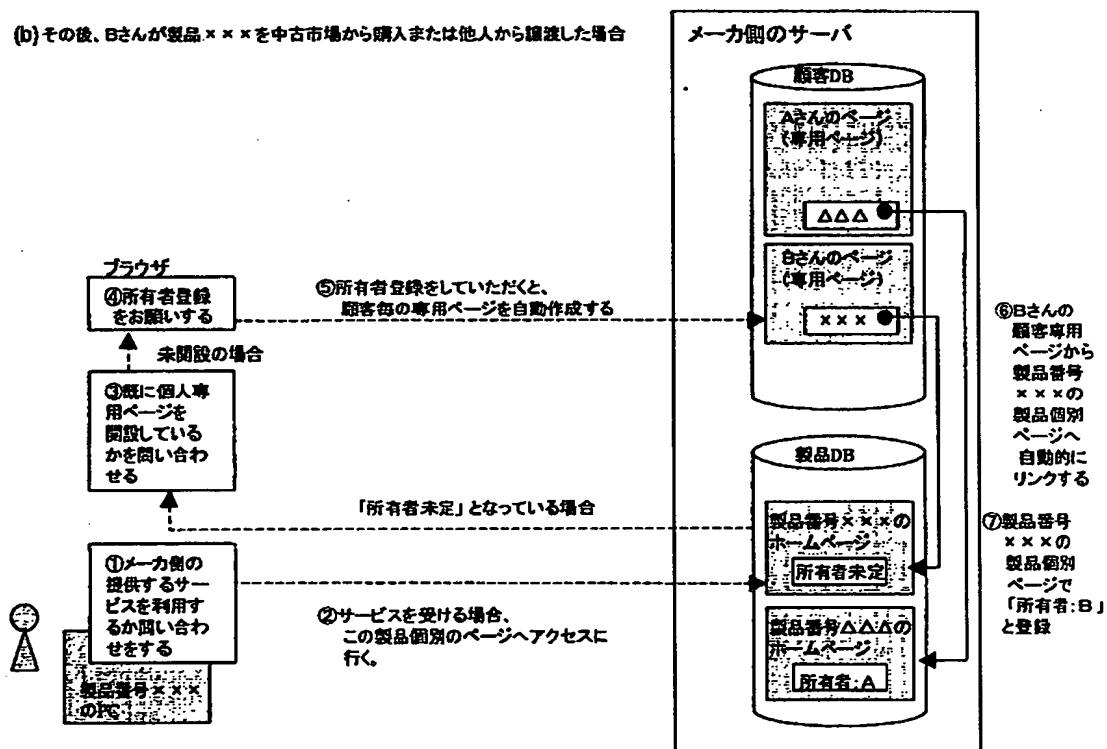 (b) その後、Bさんが製品×××を中古市場から購入または他人から譲渡した場合
メーカ側のサーバ
顧客DB
Aさんのページ
(専用ページ)
△△△
Bさんのページ
(専用ページ)
×××
ブラウザ
④所有者登録
をお願いする
⑤所有者登録をしていただくと、
顧客毎の専用ページを自動作成する
未開設の場合
③既に個人専
用ページを
開設している
かを問い合わ
せる
⑥Bさんの
顧客専用
ページから
製品番号
×××の
製品個別
ページへ
自動的に
リンクする
製品DB
「所有者未定」となっている場合
製品番号×××の
ホームページ
所有者未定
①メーカ側の
提供するサー
ビスを利用す
るか問い合わ
せをする
②サービスを受ける場合、
この製品個別のページへアクセスに
行く。
⑦製品番号
×××の
製品個別
ページで
「所有者:B」
と登録
製品番号△△△の
ホームページ
所有者:A
製品番号×××
のPC